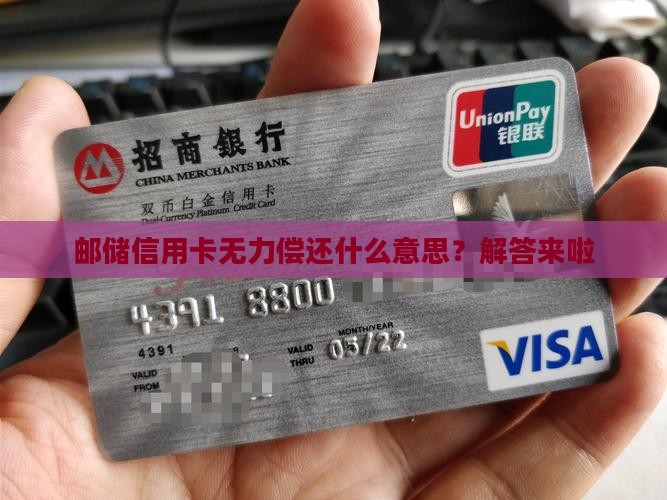 招商銀行
CHINA MERCHANTS BANK
UnionPay
银联
双币白金信用卡
Dual-Currency Platinum Credit Card
邮储信用卡无力偿还什么意思？解答来啦
4391 8800
4391
MONTH/YEAR
VALID THRU 05/22
VALID FROM
VISA